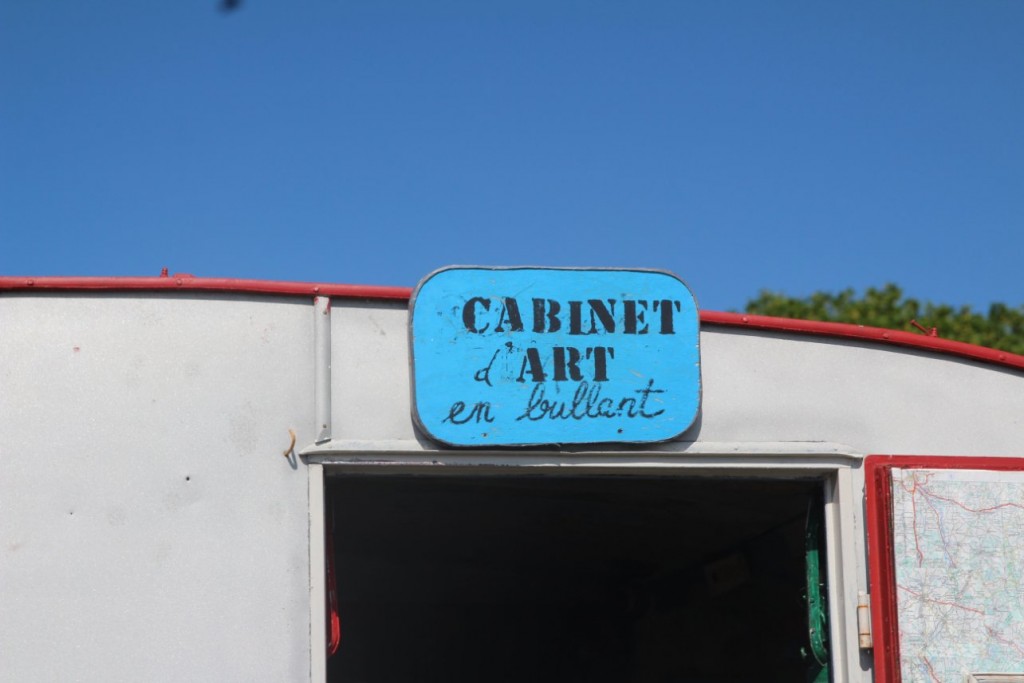 CABINET
d'ART
en bullant